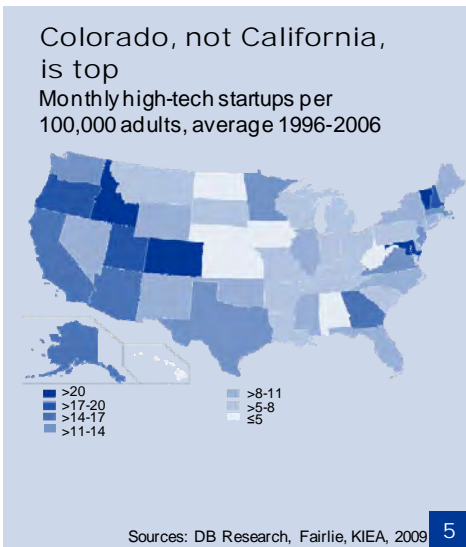 Colorado, not California,
is top
Monthly high-tech startups per
100,000 adults, average 1996-2006
>20
>17-20
>14-17
>11-14
>8-11
>5-8
≤5
Sources: DB Research, Fairlie, KIEA, 2009
5